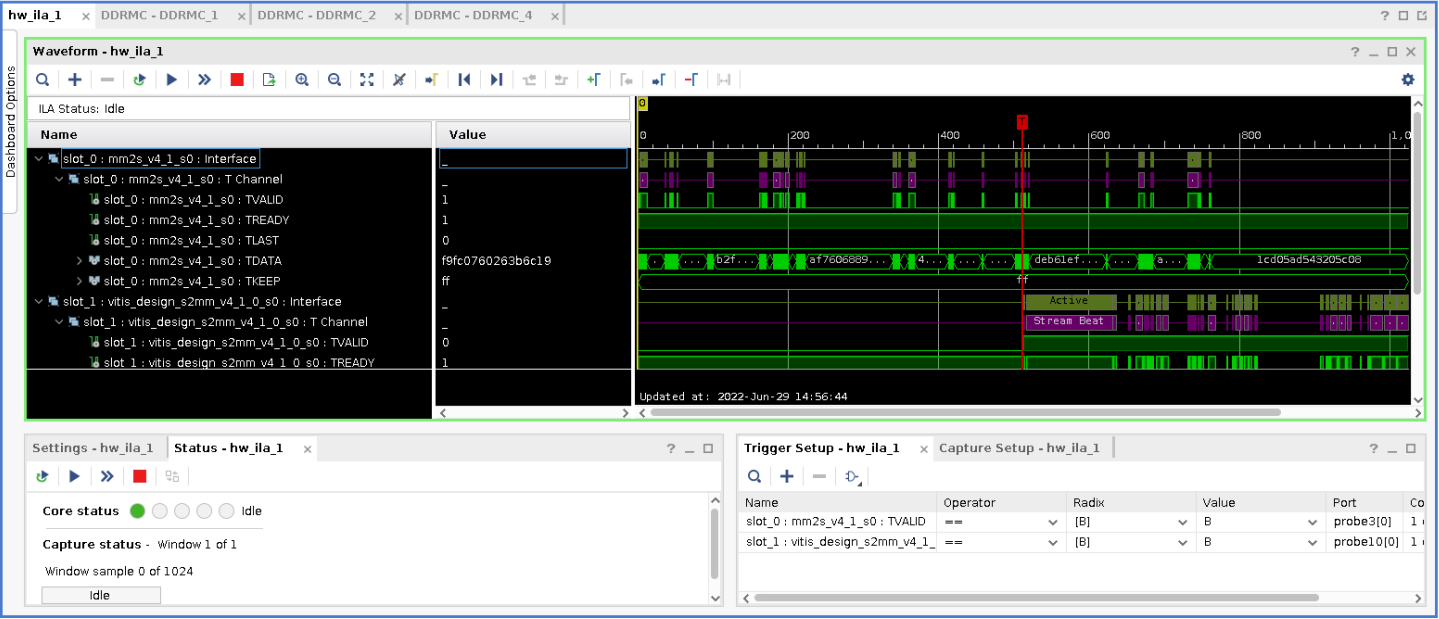 hw_ila_1 × DDRMC - DDRMC_1 × DDRMC - DDRMC_2 × DDRMC - DDRMC_4 ×
Dashboard Options
Waveform - hw_ila_1
ILA Status: Idle
Name Value
0
T
0 200 400 600 800 1,0
slot_0 : mm2s_v4_1_s0 : Interface _
slot_0 : mm2s_v4_1_s0 : T Channel _
slot_0 : mm2s_v4_1_s0 : TVALID 1
slot_0 : mm2s_v4_1_s0 : TREADY 1
slot_0 : mm2s_v4_1_s0 : TLAST 0
slot_0 : mm2s_v4_1_s0 : TDATA f9fc0760263b6c19 ... b2f... af7606889... 4... ... ... deb61ef... ... a... 1cd05ad543205c08
slot_0 : mm2s_v4_1_s0 : TKEEP ff ff
slot_1 : vitis_design_s2mm_v4_1_0_s0 : Interface _ Active
slot_1 : vitis_design_s2mm_v4_1_0_s0 : T Channel _ Stream Beat
slot_1 : vitis_design_s2mm_v4_1_0_s0 : TVALID 0
slot_1 : vitis_design_s2mm_v4_1_0_s0 : TREADY 1
Updated at: 2022-Jun-29 14:56:44
Settings - hw_ila_1 Status - hw_ila_1 ×
Core status Idle
Capture status - Window 1 of 1
Window sample 0 of 1024
Idle
Trigger Setup - hw_ila_1 × Capture Setup - hw_ila_1
Name Operator Radix Value Port Co
slot_0 : mm2s_v4_1_s0 : TVALID == [B] B probe3[0] 1
slot_1 : vitis_design_s2mm_v4_1_ == [B] B probe10[0] 1